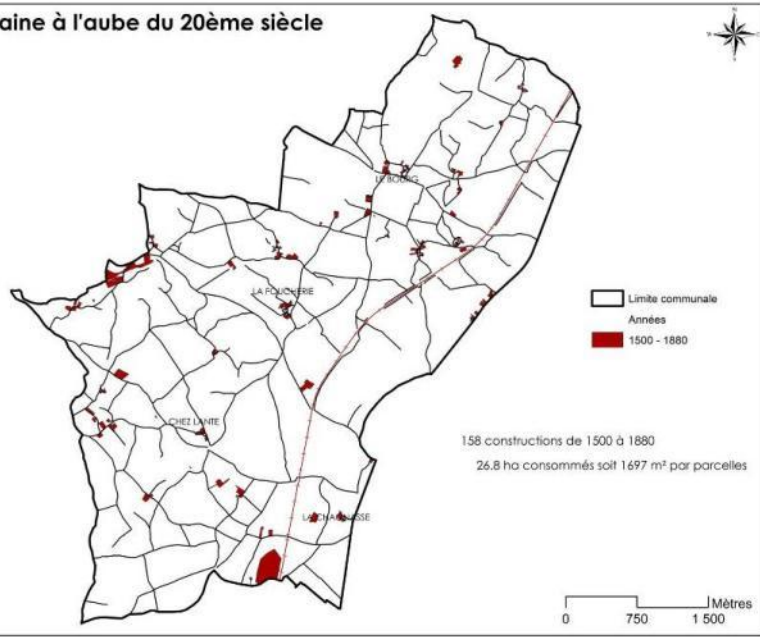 aine à l'aube du 20ème siècle
N
LE BOURG
LA FOUCHERIE
CHEZ LANTE
Limite communale
Années
1500 - 1880
158 constructions de 1500 à 1880
26.8 ha consommés soit 1697 m² par parcelles
Mètres
0 750 1 500